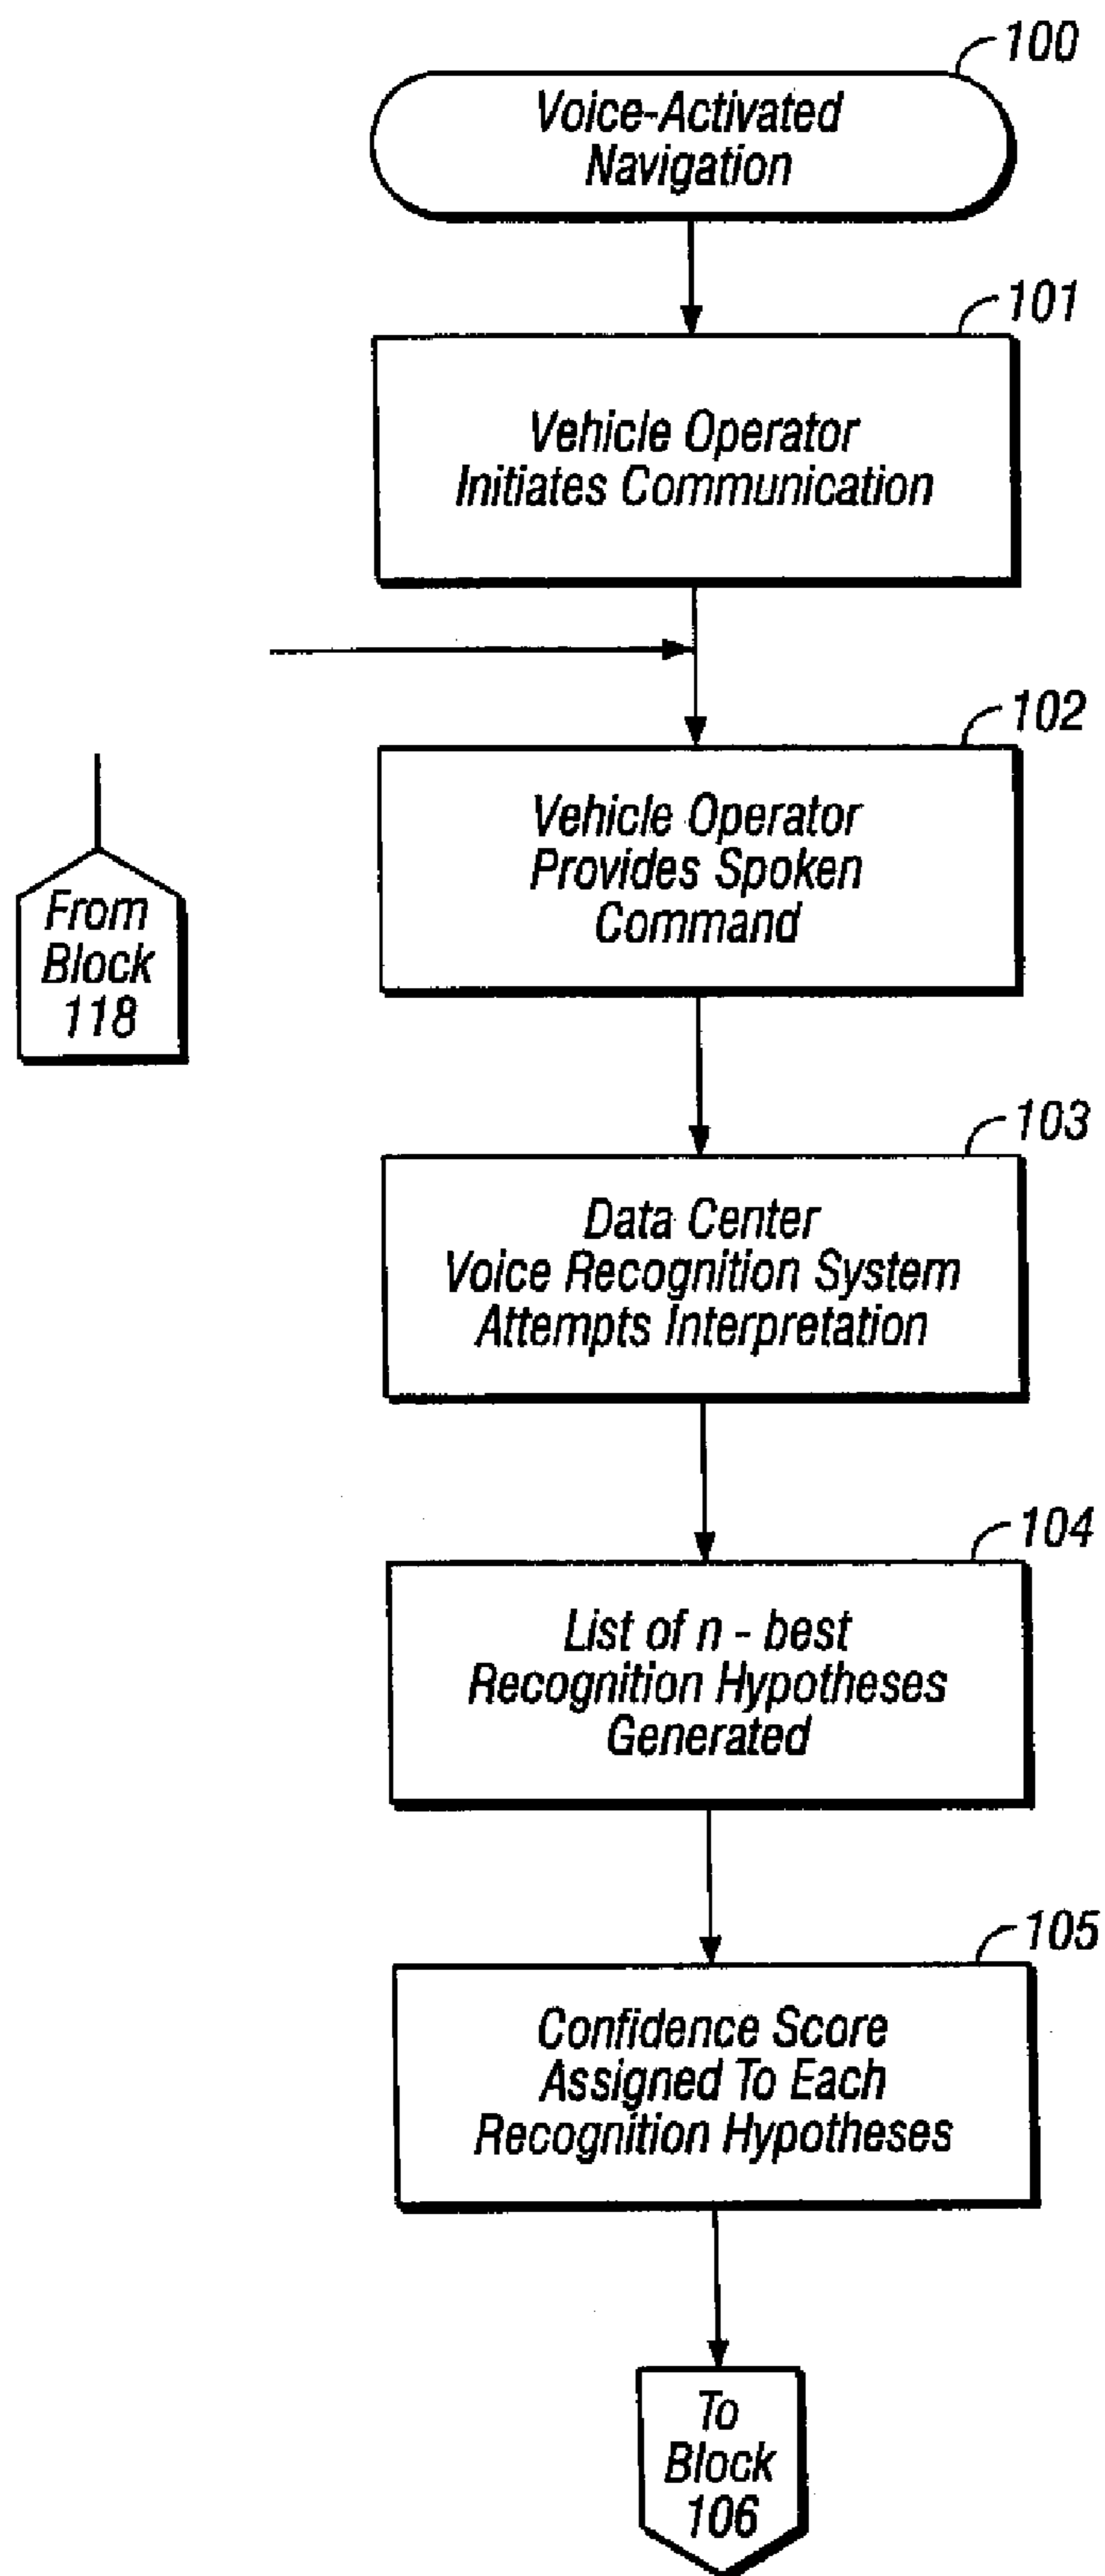 100
Voice-Activated
Navigation
101
Vehicle Operator
Initiates Communication
102
Vehicle Operator
Provides Spoken
Command
From
Block
118
103
Data Center
Voice Recognition System
Attempts Interpretation
104
List of n - best
Recognition Hypotheses
Generated
105
Confidence Score
Assigned To Each
Recognition Hypotheses
To
Block
106